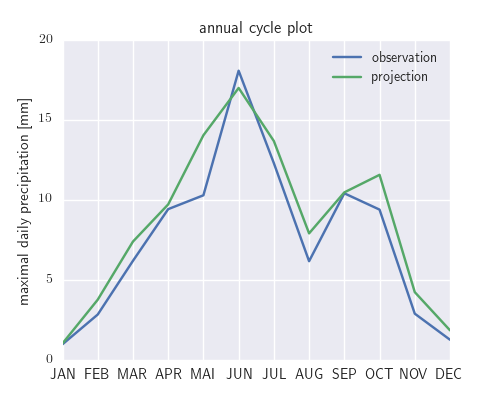 annual cycle plot
observation
projection
maximal daily precipitation [mm]
20
15
10
5
0
JAN FEB MAR APR MAI JUN JUL AUG SEP OCT NOV DEC